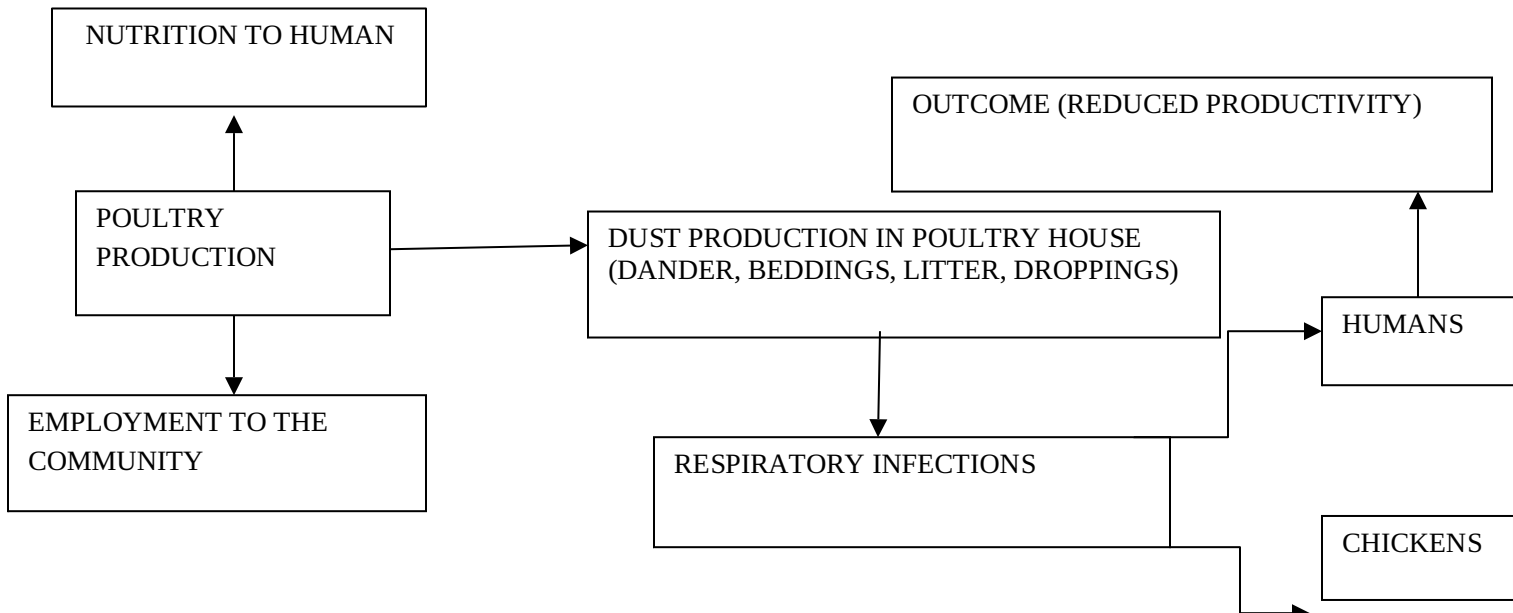 NUTRITION TO HUMAN
OUTCOME (REDUCED PRODUCTIVITY)
POULTRY
PRODUCTION
DUST PRODUCTION IN POULTRY HOUSE
(DANDER, BEDDINGS, LITTER, DROPPINGS)
HUMANS
EMPLOYMENT TO THE
COMMUNITY
RESPIRATORY INFECTIONS
CHICKENS